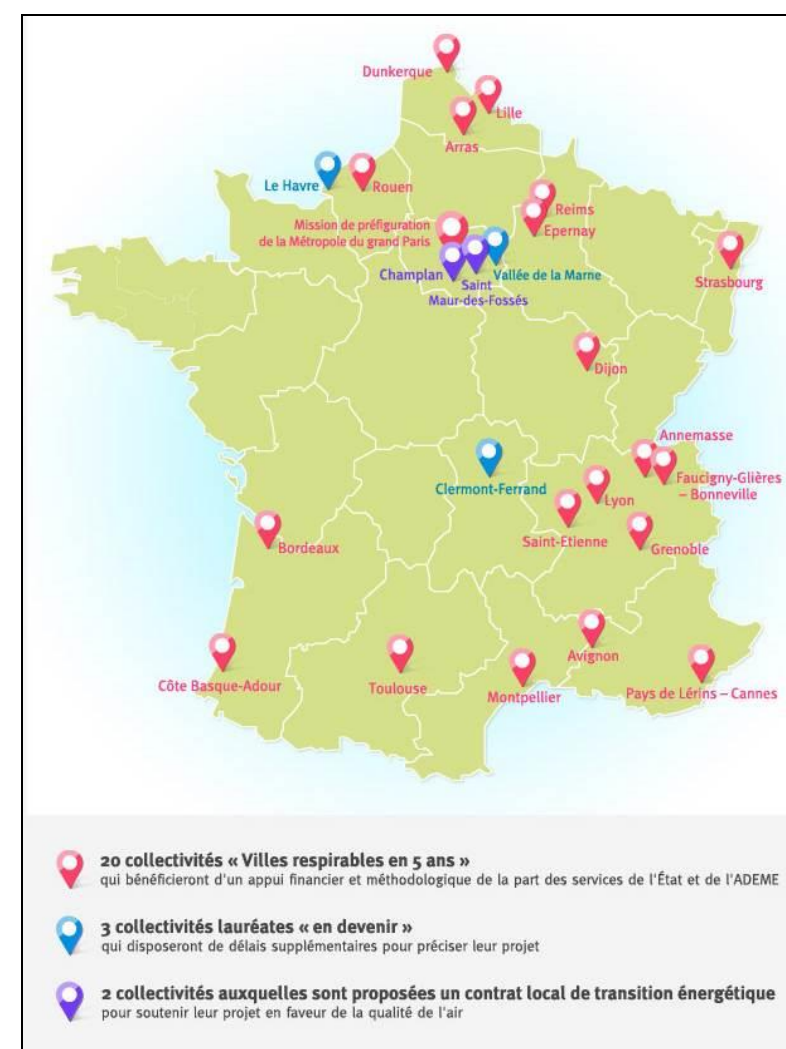 Dunkerque
Lille
Arras
Le Havre
Rouen
Reims
Epernay
Mission de préfiguration
de la Métropole du grand Paris
Champlan
Saint
Maur-des-Fossés
Vallée de la Marne
Strasbourg
Dijon
Annemasse
Faucigny-Glières
– Bonneville
Clermont-Ferrand
Lyon
Saint-Etienne
Grenoble
Bordeaux
Avignon
Côte Basque-Adour
Toulouse
Montpellier
Pays de Lérins – Cannes
20 collectivités « Villes respirables en 5 ans »
qui bénéficieront d'un appui financier et méthodologique de la part des services de l'État et de l'ADEME
3 collectivités lauréates « en devenir »
qui disposeront de délais supplémentaires pour préciser leur projet
2 collectivités auxquelles sont proposées un contrat local de transition énergétique
pour soutenir leur projet en faveur de la qualité de l'air